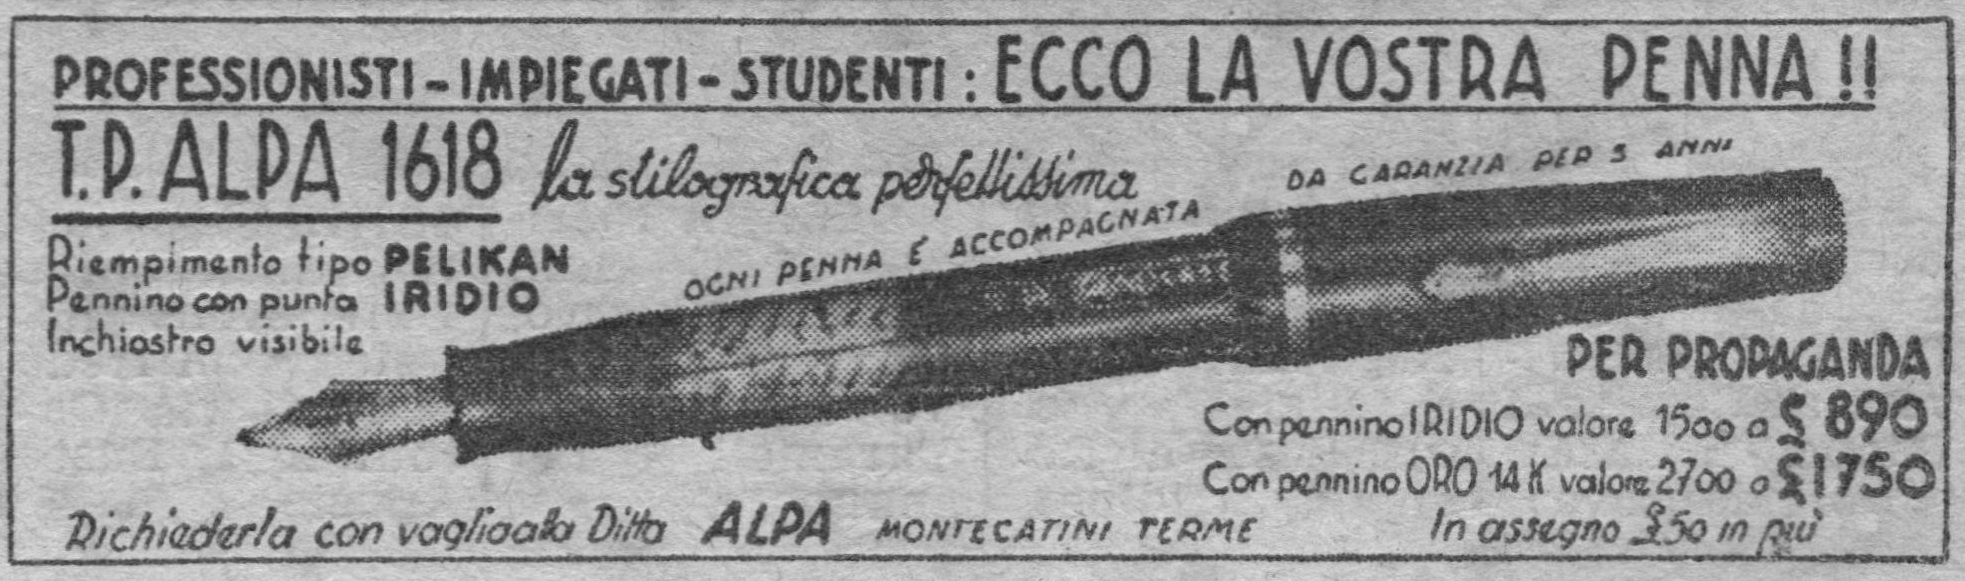 PROFESSIONISTI - IMPIEGATI - STUDENTI : ECCO LA VOSTRA PENNA !!
T.P. ALPA 1618 la stilografica perfettissima
OGNI PENNA É ACCOMPAGNATA DA GARANZIA PER 5 ANNI
Riempimento tipo PELIKAN
Pennino con punta IRIDIO
Inchiostro visibile
PER PROPAGANDA
Con pennino IRIDIO valore 1500 a £ 890
Con pennino ORO 14 K valore 2700 a £ 1750
Richiederla con vaglia alla Ditta ALPA MONTECATINI TERME
In assegno £ 50 in più